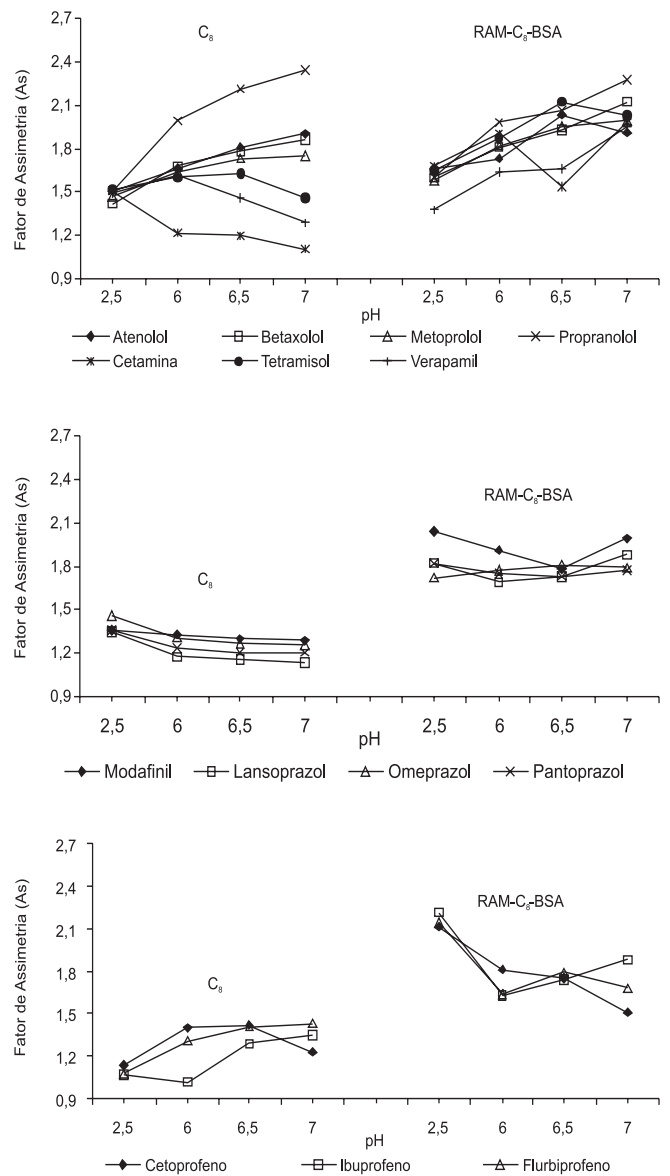 C₈
RAM-C₈-BSA
Fator de Assimetria (As)
2,7
2,4
2,1
1,8
1,5
1,2
0,9
2,5 6 6,5 7 2,5 6 6,5 7
pH
Atenolol Betaxolol Metoprolol Propranolol
Cetamina Tetramisol Verapamil
Fator de Assimetria (As)
2,7
2,4
2,1
1,8
1,5
1,2
0,9
RAM-C₈-BSA
C₈
2,5 6 6,5 7 2,5 6 6,5 7
pH
Modafinil Lansoprazol Omeprazol Pantoprazol
Fator de Assimetria (As)
2,7
2,4
2,1
1,8
1,5
1,2
0,9
RAM-C₈-BSA
C₈
2,5 6 6,5 7 2,5 6 6,5 7
pH
Cetoprofeno Ibuprofeno Flurbiprofeno